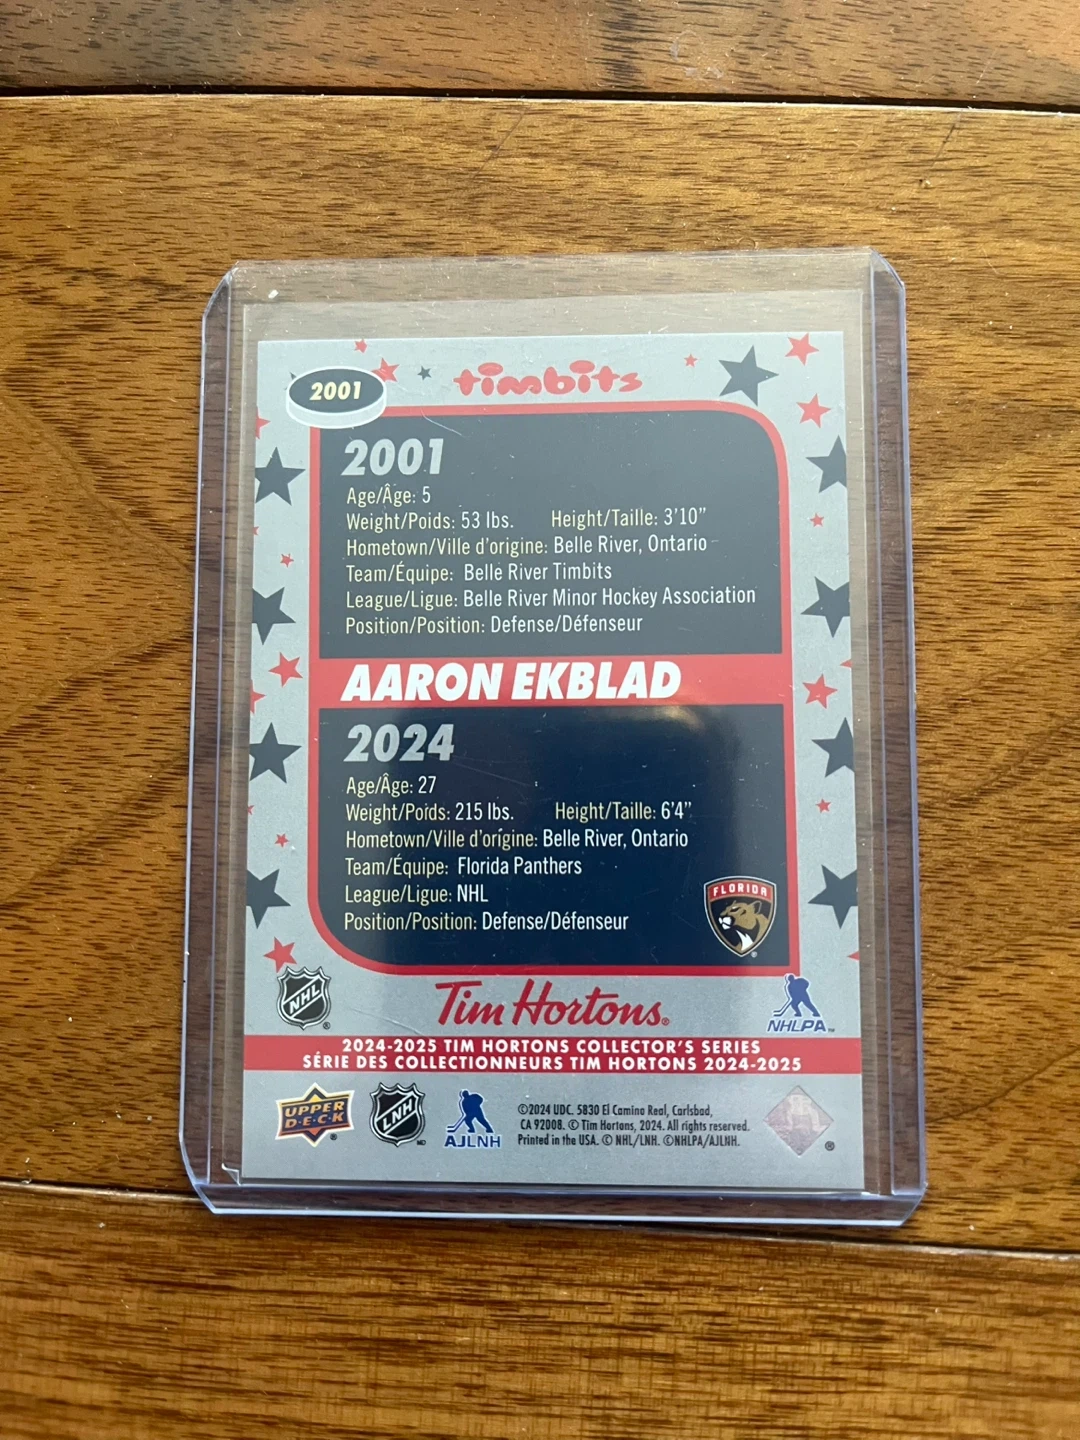 2001
timbits
2001
Age/Âge: 5
Weight/Poids: 53 lbs. Height/Taille: 3'10"
Hometown/Ville d'origine: Belle River, Ontario
Team/Équipe: Belle River Timbits
League/Ligue: Belle River Minor Hockey Association
Position/Position: Defense/Défenseur
AARON EKBLAD
2024
Age/Âge: 27
Weight/Poids: 215 lbs. Height/Taille: 6'4"
Hometown/Ville d'origine: Belle River, Ontario
Team/Équipe: Florida Panthers
League/Ligue: NHL
Position/Position: Defense/Défenseur
FLORIDA
NHL ®
Tim Hortons®
NHLPA™
2024-2025 TIM HORTONS COLLECTOR'S SERIES
SÉRIE DES COLLECTIONNEURS TIM HORTONS 2024-2025
UPPER
D·E·C·K ®
LNH MD
AJLNH
©2024 UDC. 5830 El Camino Real, Carlsbad,
CA 92008. © Tim Hortons, 2024. All rights reserved.
Printed in the USA. © NHL/LNH. ©NHLPA/AJLNH.
®